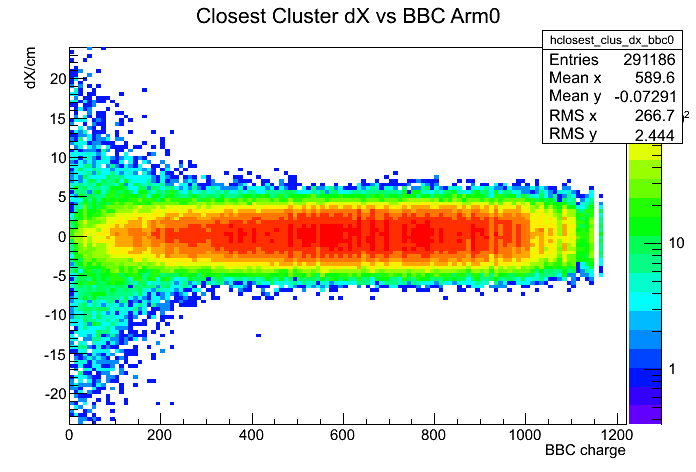 Closest Cluster dX vs BBC Arm0
hclosest_clus_dx_bbc0
Entries 291186
Mean x 589.6
Mean y -0.07291
RMS x 266.7
RMS y 2.444
2
dX/cm
20
15
10
5
0
-5
-10
-15
-20
10
1
0 200 400 600 800 1000 1200
BBC charge